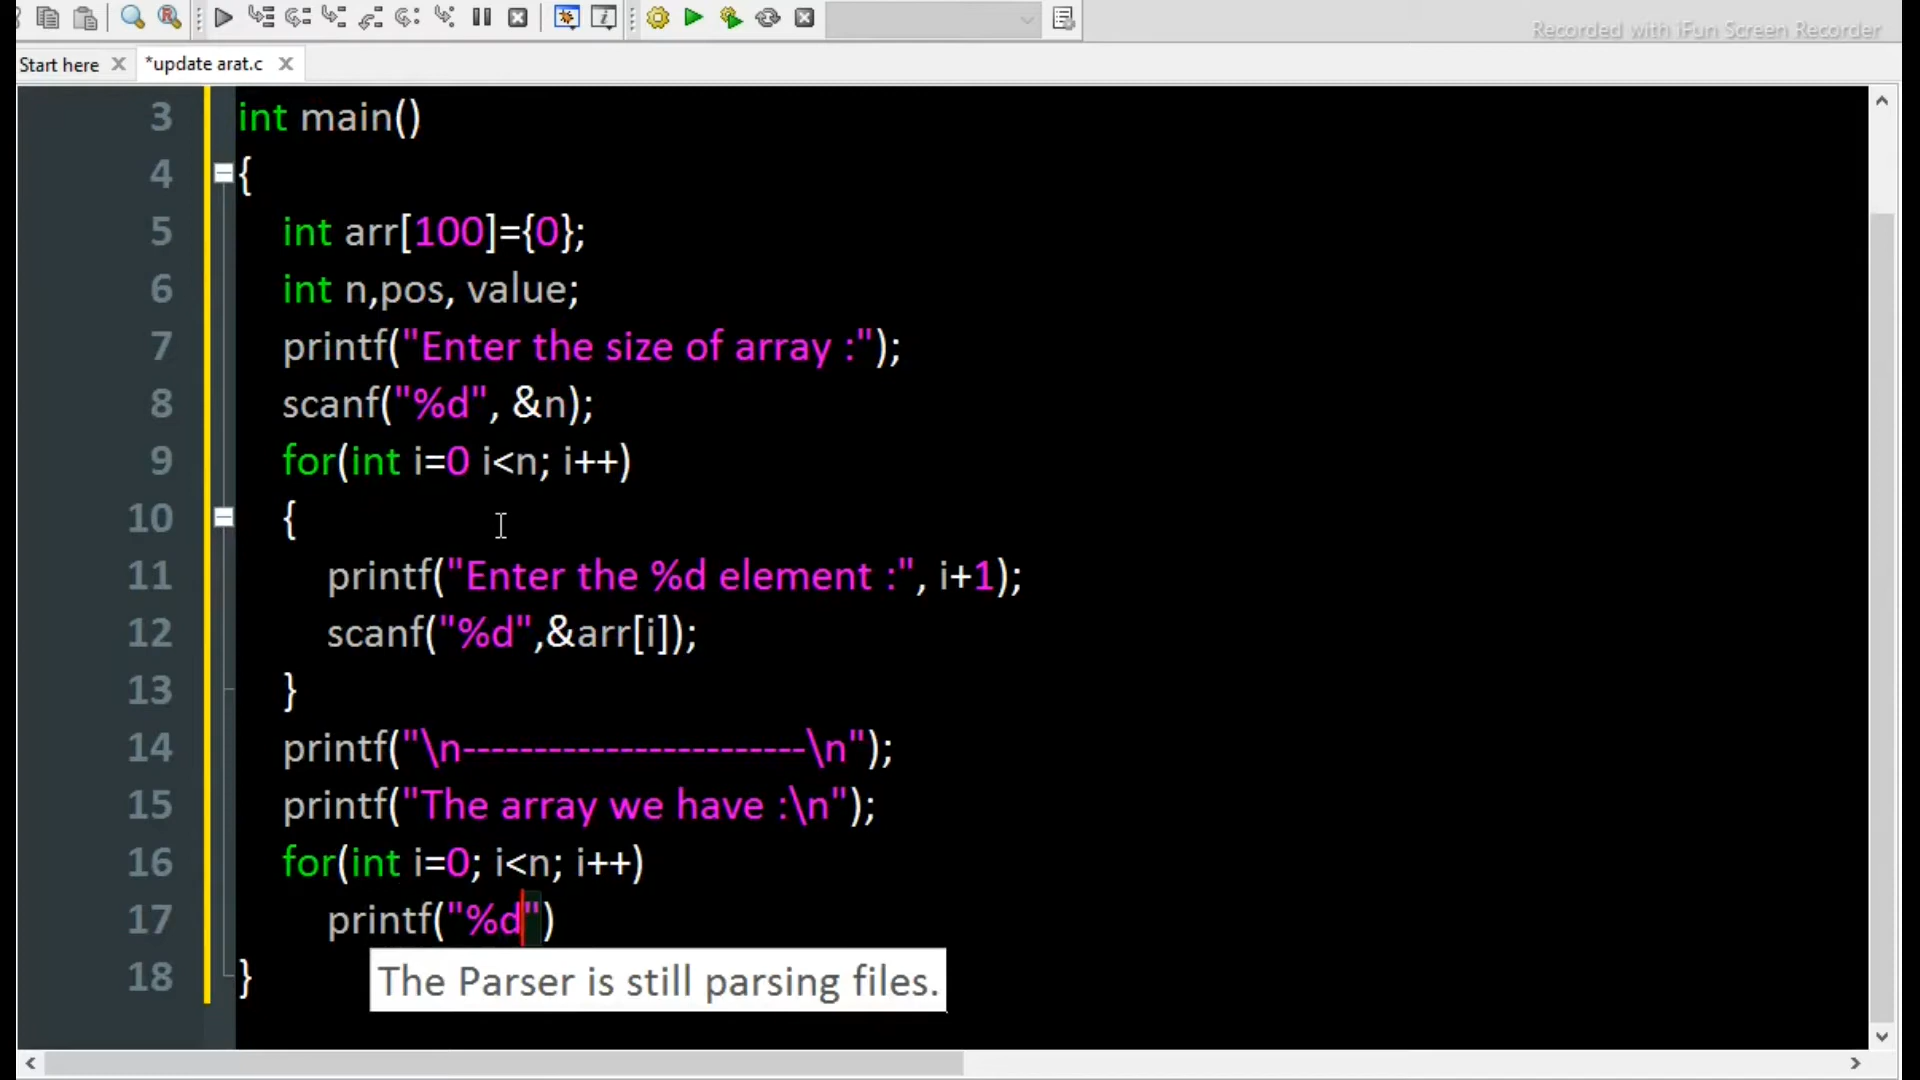 Recorded with iFun Screen Recorder
Start here
*update arat.c
3 int main()
4 {
5 int arr[100]={0};
6 int n,pos, value;
7 printf("Enter the size of array :");
8 scanf("%d", &n);
9 for(int i=0 i<n; i++)
10 {
11 printf("Enter the %d element :", i+1);
12 scanf("%d",&arr[i]);
13 }
14 printf("\n------------------------\n");
15 printf("The array we have :\n");
16 for(int i=0; i<n; i++)
17 printf("%d")
18 }
The Parser is still parsing files.